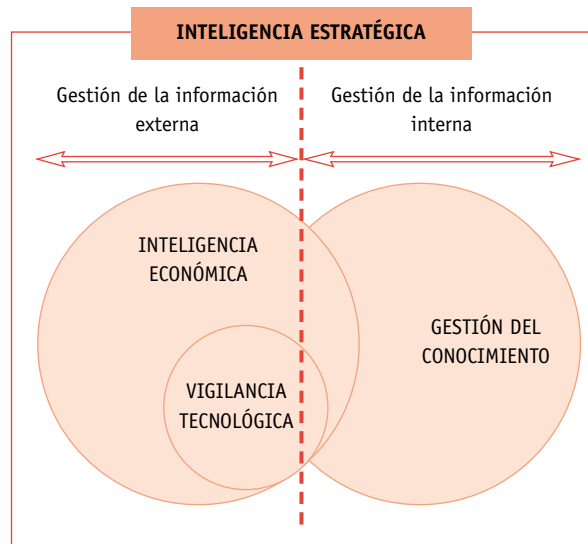 INTELIGENCIA ESTRATÉGICA
Gestión de la información
externa
Gestión de la información
interna
INTELIGENCIA
ECONÓMICA
GESTIÓN DEL
CONOCIMIENTO
VIGILANCIA
TECNOLÓGICA